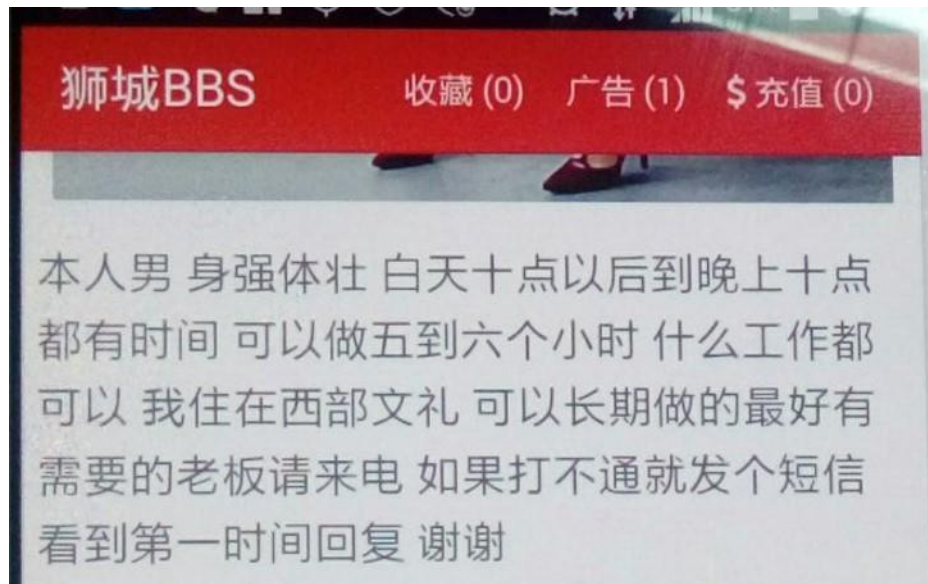 狮城BBS 收藏 (0) 广告 (1) $ 充值 (0)
本人男 身强体壮 白天十点以后到晚上十点
都有时间 可以做五到六个小时 什么工作都
可以 我住在西部文礼 可以长期做的最好有
需要的老板请来电 如果打不通就发个短信
看到第一时间回复 谢谢